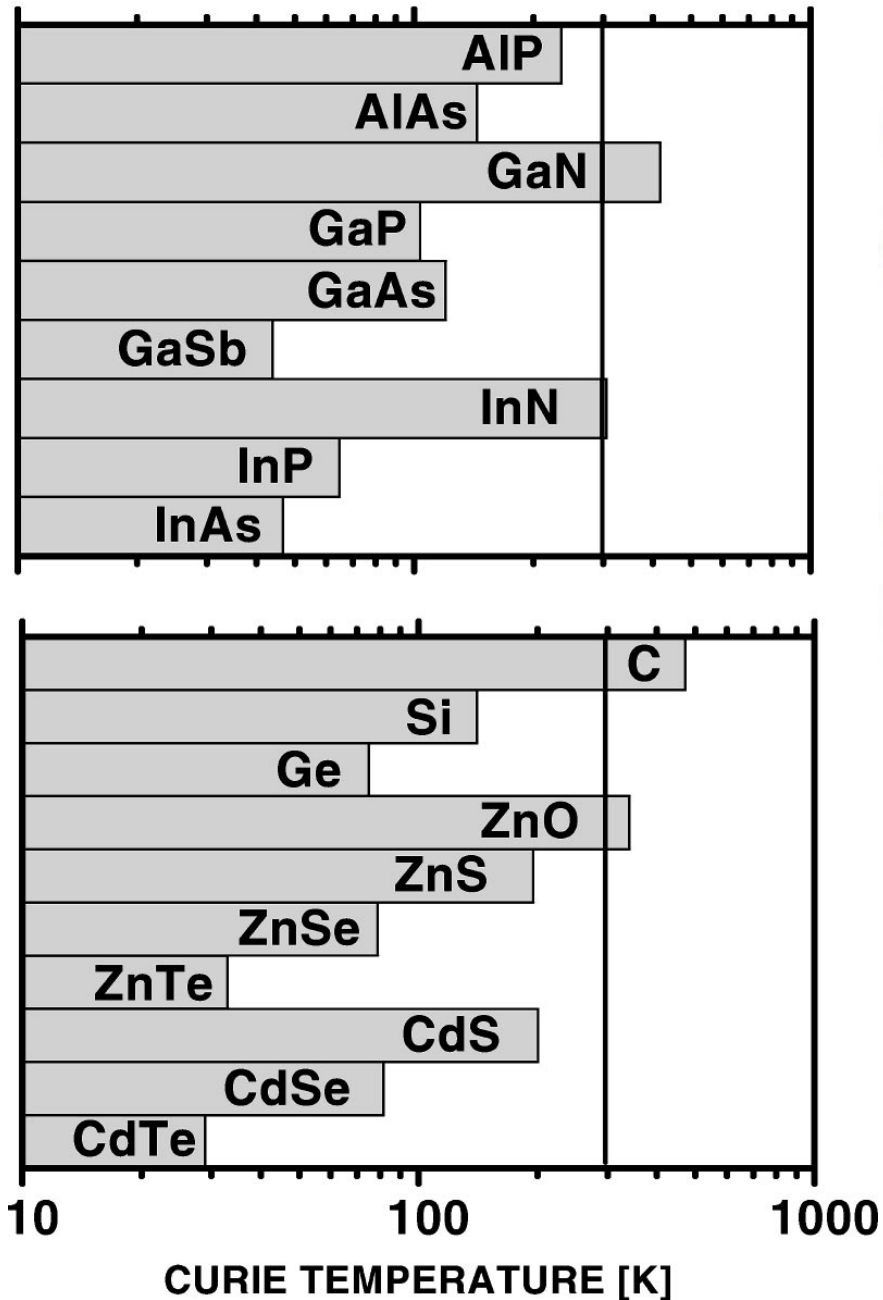 AlP
AlAs
GaN
GaP
GaAs
GaSb
InN
InP
InAs
C
Si
Ge
ZnO
ZnS
ZnSe
ZnTe
CdS
CdSe
CdTe
10 100 1000
CURIE TEMPERATURE [K]